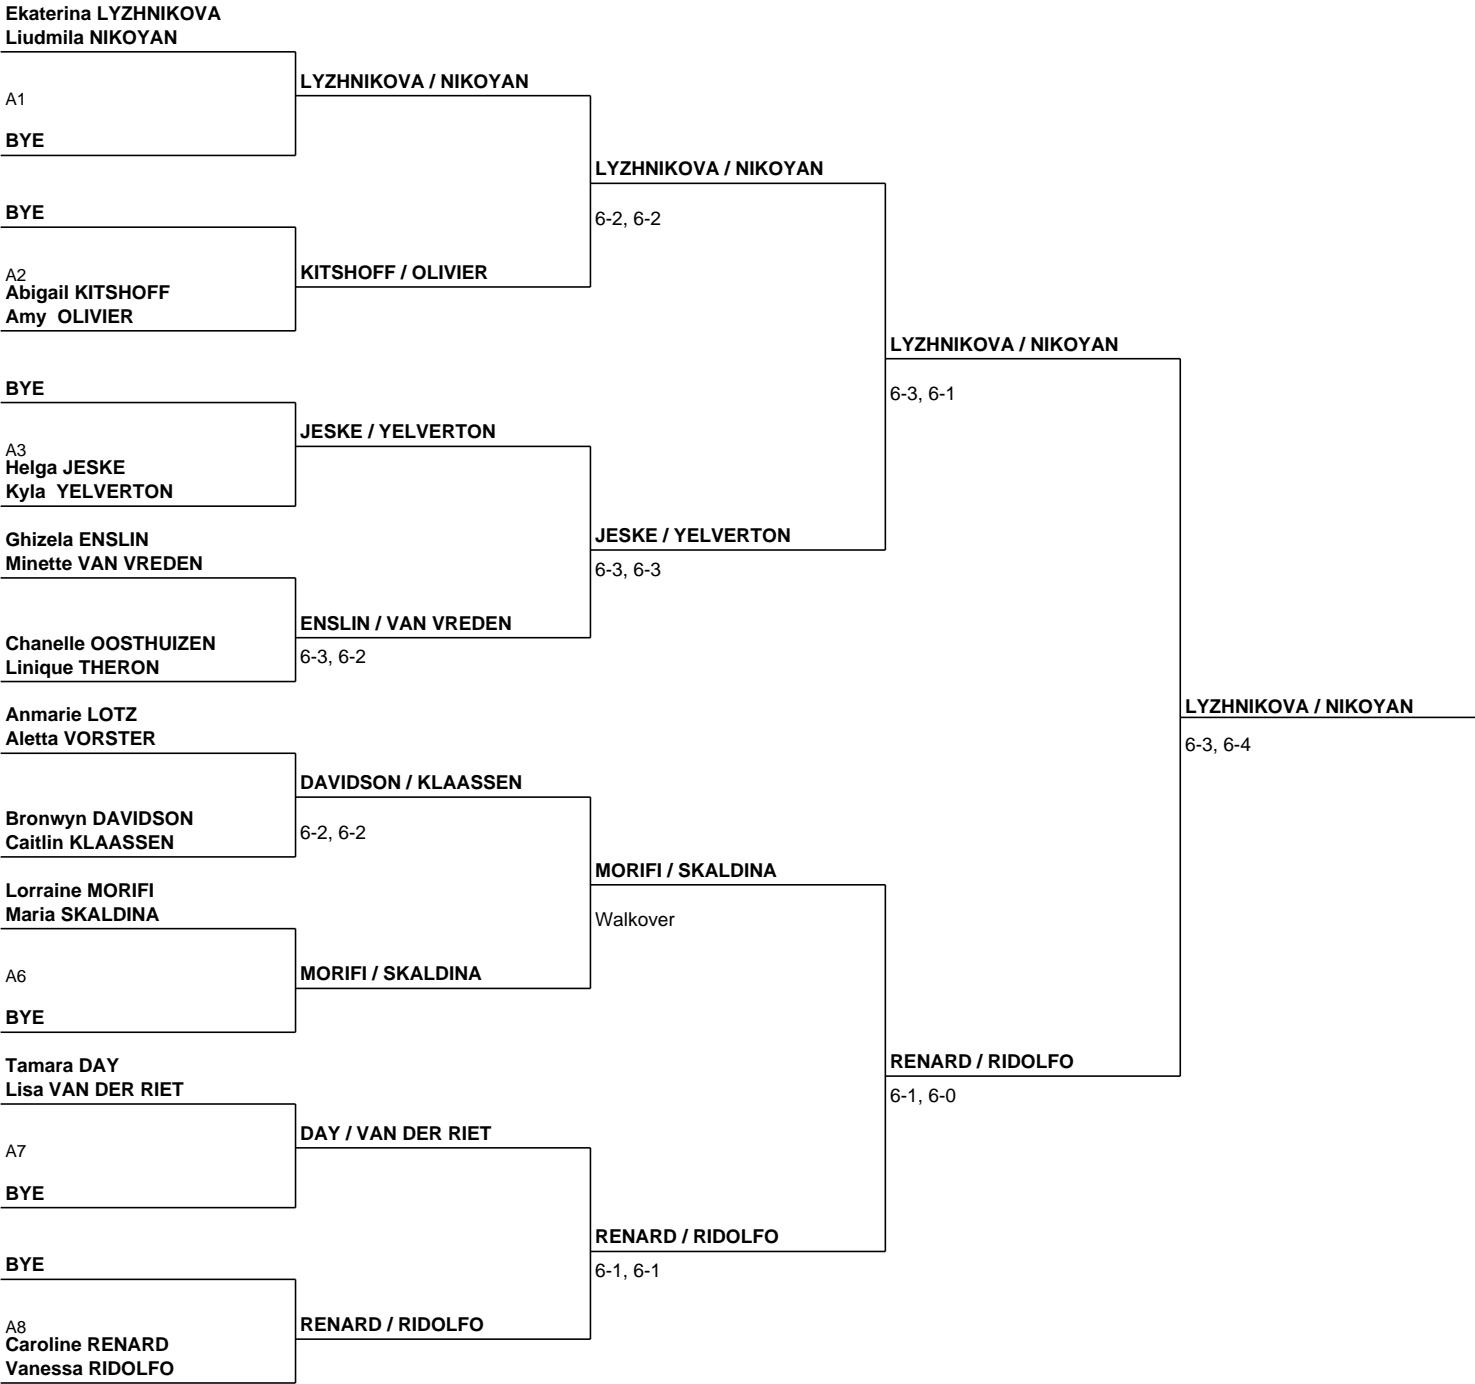 Ekaterina LYZHNIKOVA
Liudmila NIKOYAN
A1
BYE
BYE
A2
Abigail KITSHOFF
Amy  OLIVIER
BYE
A3
Helga JESKE
Kyla  YELVERTON
Ghizela ENSLIN
Minette VAN VREDEN
Chanelle OOSTHUIZEN
Linique THERON
Anmarie LOTZ
Aletta VORSTER
Bronwyn DAVIDSON
Caitlin KLAASSEN
Lorraine MORIFI
Maria SKALDINA
A6
BYE
Tamara DAY
Lisa VAN DER RIET
A7
BYE
BYE
A8
Caroline RENARD
Vanessa RIDOLFO
LYZHNIKOVA / NIKOYAN
KITSHOFF / OLIVIER
JESKE / YELVERTON
ENSLIN / VAN VREDEN
6-3, 6-2
DAVIDSON / KLAASSEN
6-2, 6-2
MORIFI / SKALDINA
DAY / VAN DER RIET
RENARD / RIDOLFO
LYZHNIKOVA / NIKOYAN
6-2, 6-2
JESKE / YELVERTON
6-3, 6-3
MORIFI / SKALDINA
Walkover
RENARD / RIDOLFO
6-1, 6-1
LYZHNIKOVA / NIKOYAN
6-3, 6-1
RENARD / RIDOLFO
6-1, 6-0
LYZHNIKOVA / NIKOYAN
6-3, 6-4